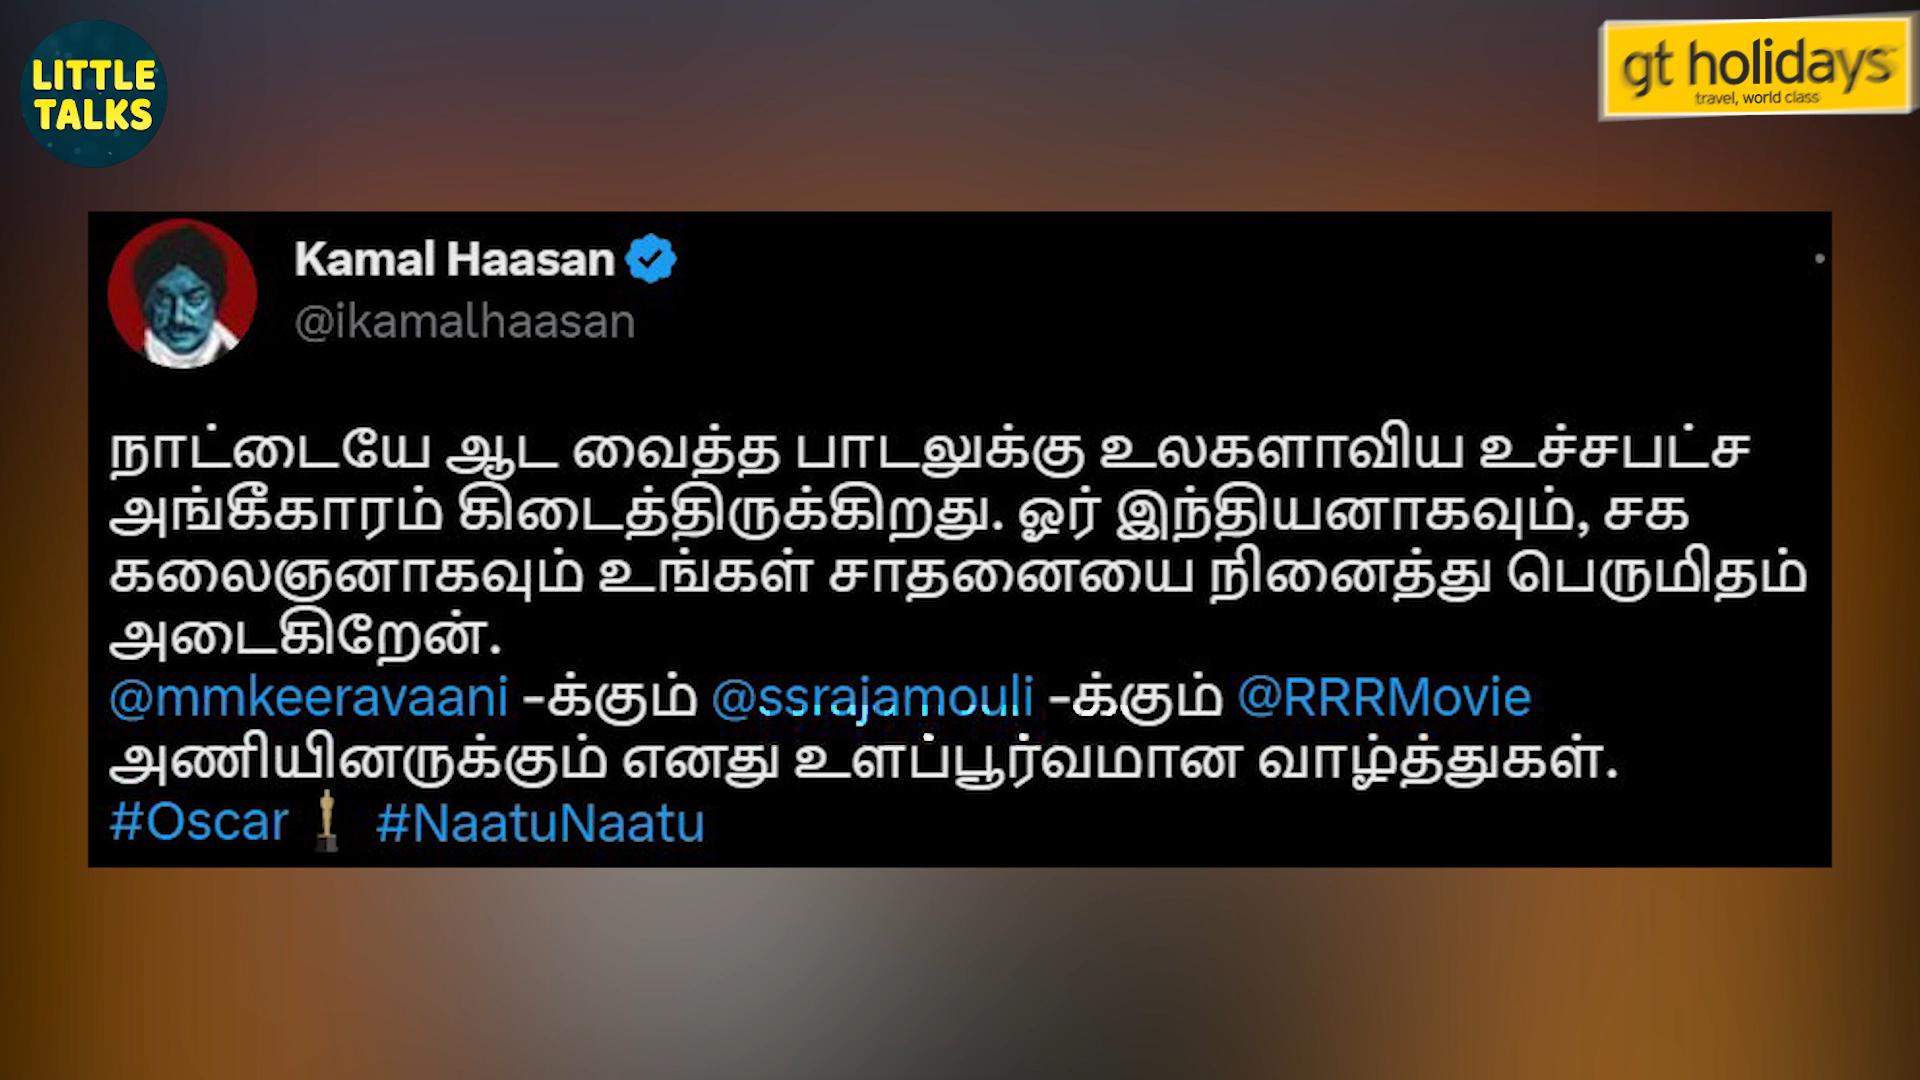 LITTLE
TALKS
gt holidays
travel, world class
Kamal Haasan
@ikamalhaasan
நாட்டையே ஆட வைத்த பாடலுக்கு உலகளாவிய உச்சபட்ச
அங்கீகாரம் கிடைத்திருக்கிறது. ஓர் இந்தியனாகவும், சக
கலைஞனாகவும் உங்கள் சாதனையை நினைத்து பெருமிதம்
அடைகிறேன்.
@mmkeeravaani -க்கும் @ssrajamouli -க்கும் @RRRMovie
அணியினருக்கும் எனது உளப்பூர்வமான வாழ்த்துகள்.
#Oscar #NaatuNaatu